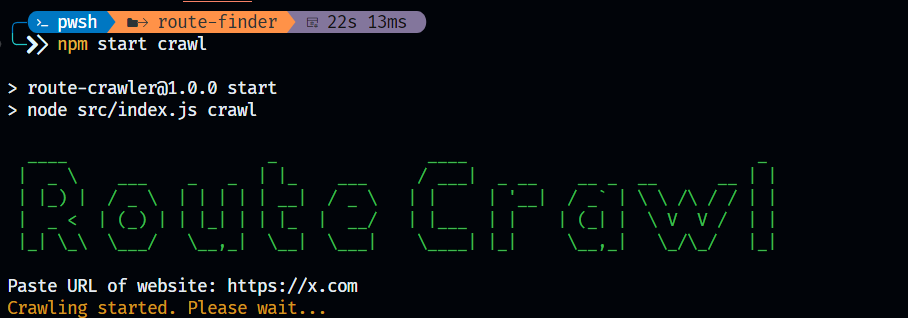 pwsh route-finder 22s 13ms
npm start crawl
> route-crawler@1.0.0 start
> node src/index.js crawl
Route Crawl
Paste URL of website: https://x.com
Crawling started. Please wait...